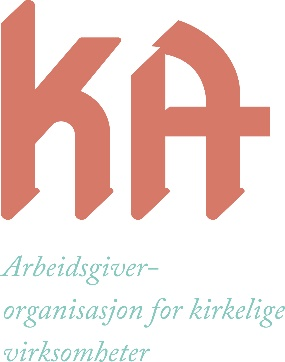 KA
Arbeidsgiver-
organisasjon for kirkelige
virksomheter